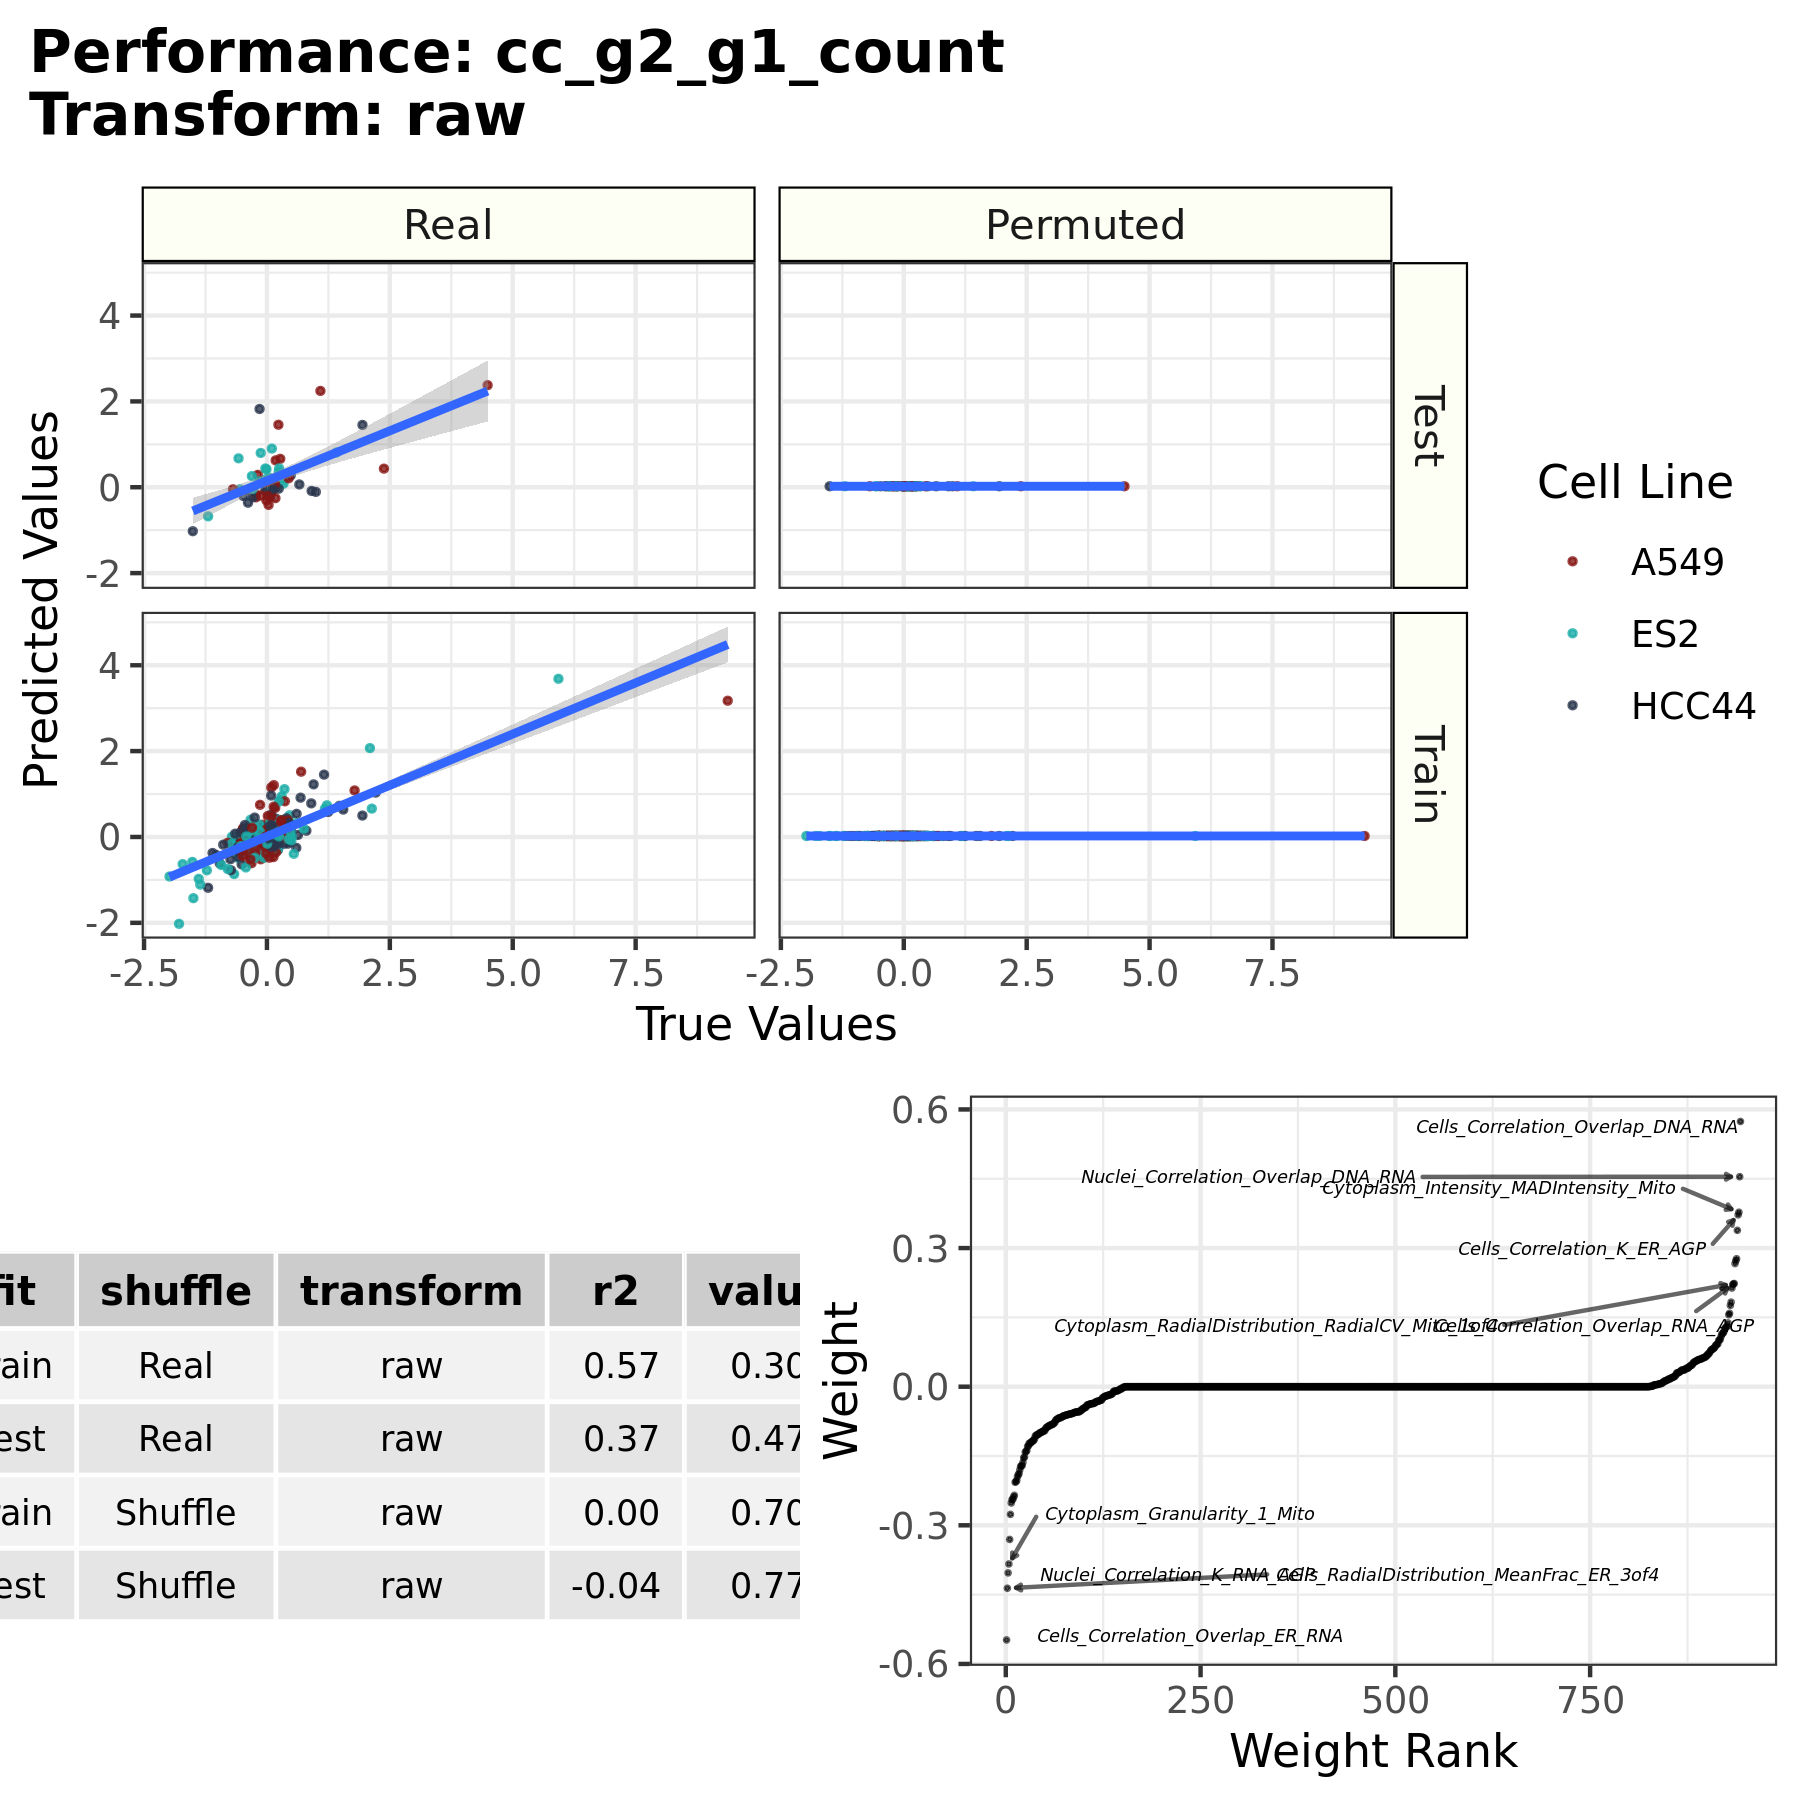 Performance: cc_g2_g1_count
Transform: raw
Real
Permuted
4
2
0
-2
Test
4
2
0
-2
Train
-2.5 0.0 2.5 5.0 7.5
-2.5 0.0 2.5 5.0 7.5
Predicted Values
True Values
Cell Line
A549
ES2
HCC44
fit shuffle transform r2 valu
ain Real raw 0.57 0.30
est Real raw 0.37 0.47
ain Shuffle raw 0.00 0.70
est Shuffle raw -0.04 0.77
Weight
0.6
0.3
0.0
-0.3
-0.6
Cells_Correlation_Overlap_DNA_RNA
Nuclei_Correlation_Overlap_DNA_RNA
Cytoplasm_Intensity_MADIntensity_Mito
Cells_Correlation_K_ER_AGP
Cytoplasm_RadialDistribution_RadialCV_Mito_1of4
Cells_Correlation_Overlap_RNA_AGP
Cytoplasm_Granularity_1_Mito
Nuclei_Correlation_K_RNA_AGP
Cells_RadialDistribution_MeanFrac_ER_3of4
Cells_Correlation_Overlap_ER_RNA
0 250 500 750
Weight Rank